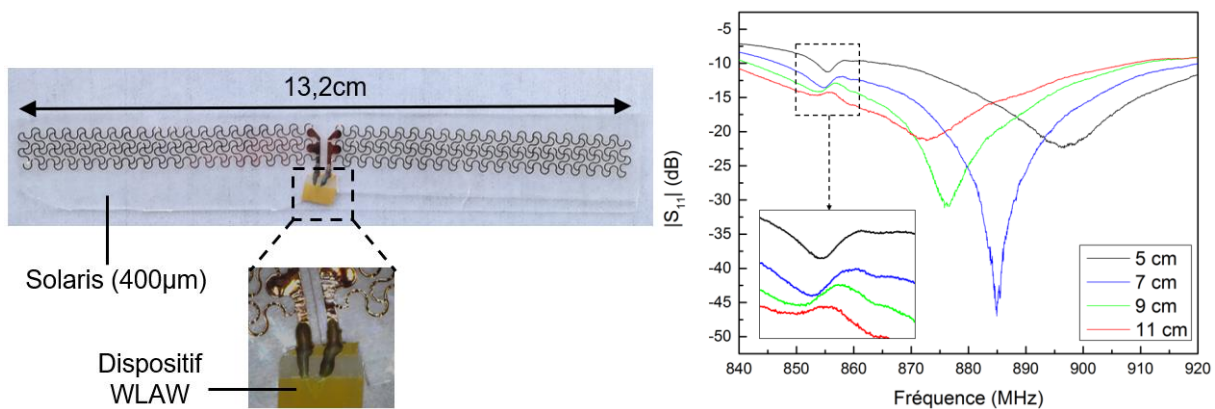 13,2cm
Solaris (400µm)
Dispositif
WLAW
|S11| (dB)
-5
-10
-15
-20
-25
-30
-35
-40
-45
-50
5 cm
7 cm
9 cm
11 cm
840 850 860 870 880 890 900 910 920
Fréquence (MHz)